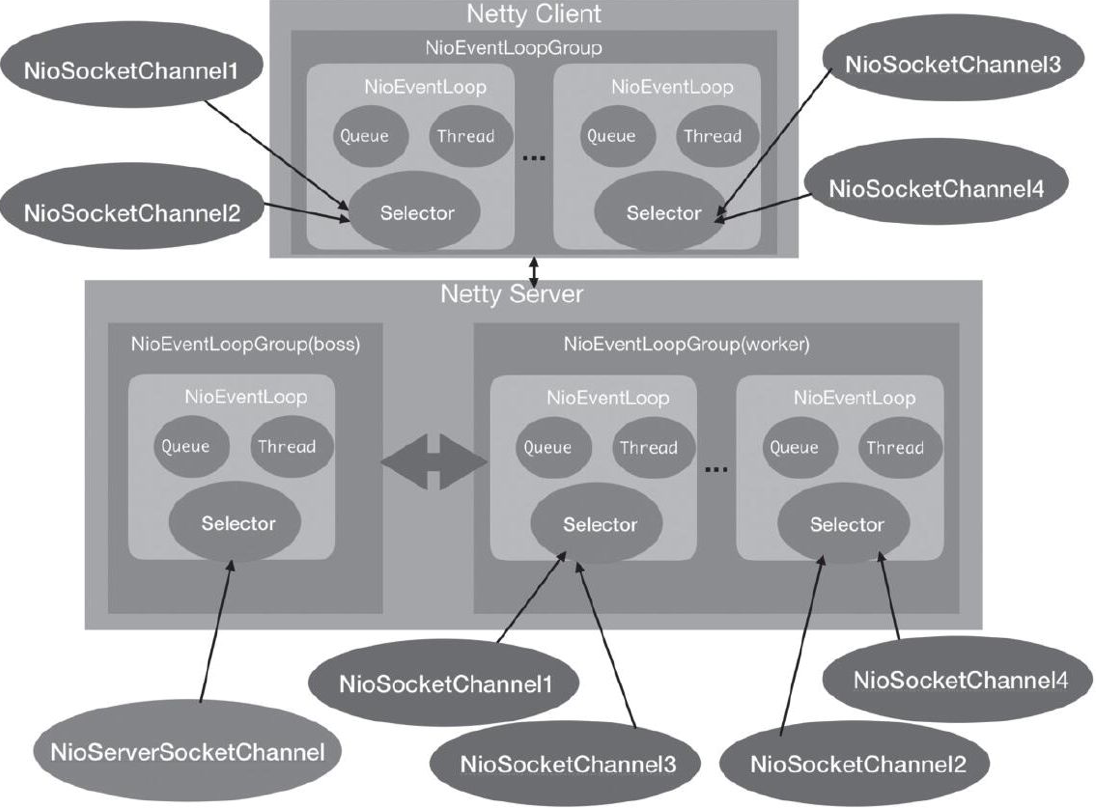 Netty Client
NioEventLoopGroup
NioSocketChannel1
NioSocketChannel2
NioEventLoop
Queue
Thread
Selector
...
NioEventLoop
Queue
Thread
Selector
NioSocketChannel3
NioSocketChannel4
Netty Server
NioEventLoopGroup(boss)
NioEventLoop
Queue
Thread
Selector
NioEventLoopGroup(worker)
NioEventLoop
Queue
Thread
Selector
...
NioEventLoop
Queue
Thread
Selector
NioServerSocketChannel
NioSocketChannel1
NioSocketChannel3
NioSocketChannel2
NioSocketChannel4